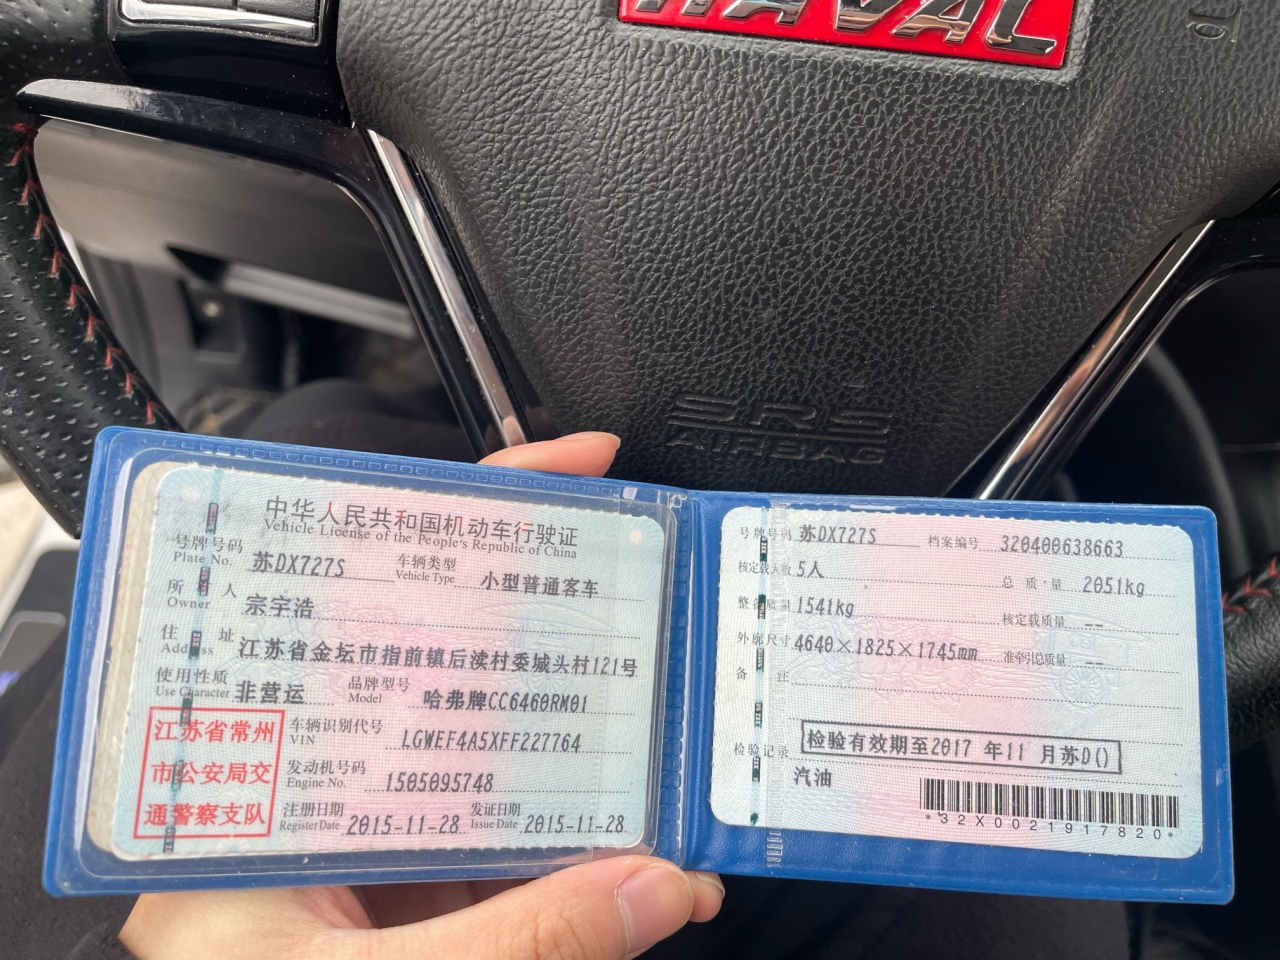 HAVAL
SRS
AIRBAG
中华人民共和国机动车行驶证
Vehicle License of the People's Republic of China
号牌号码 苏DX727S 车辆类型 小型普通客车
Plate No. Vehicle Type
所有人 宗宇浩
Owner
住址 江苏省金坛市指前镇后渎村委城头村121号
Address
使用性质 非营运 品牌型号 哈弗牌CC6460RM01
Use Character Model
江苏省常州
市公安局交
通警察支队
车辆识别代号 LGWEF4A5XFF227764
VIN
发动机号码 1505095748
Engine No.
注册日期 2015-11-28 发证日期 2015-11-28
Register Date Issue Date
号牌号码 苏DX727S 档案编号 320400638663
核定载人数 5人 总质量 2051kg
整备质量 1541kg 核定载质量 --
外廓尺寸 4640×1825×1745mm 准牵引总质量 --
备注
检验记录 检验有效期至2017年11月苏D()
汽油
*32X0021917820*